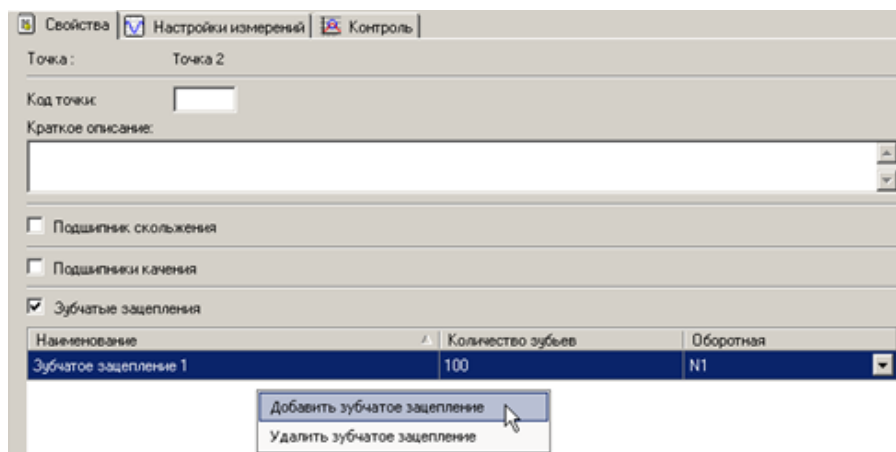 Свойства Настройки измерений Контроль
Точка : Точка 2
Код точки:
Краткое описание:
Подшипник скольжения
Подшипники качения
Зубчатые зацепления
Наименование Количество зубьев Оборотная
Зубчатое зацепление 1 100 N1
Добавить зубчатое зацепление
Удалить зубчатое зацепление